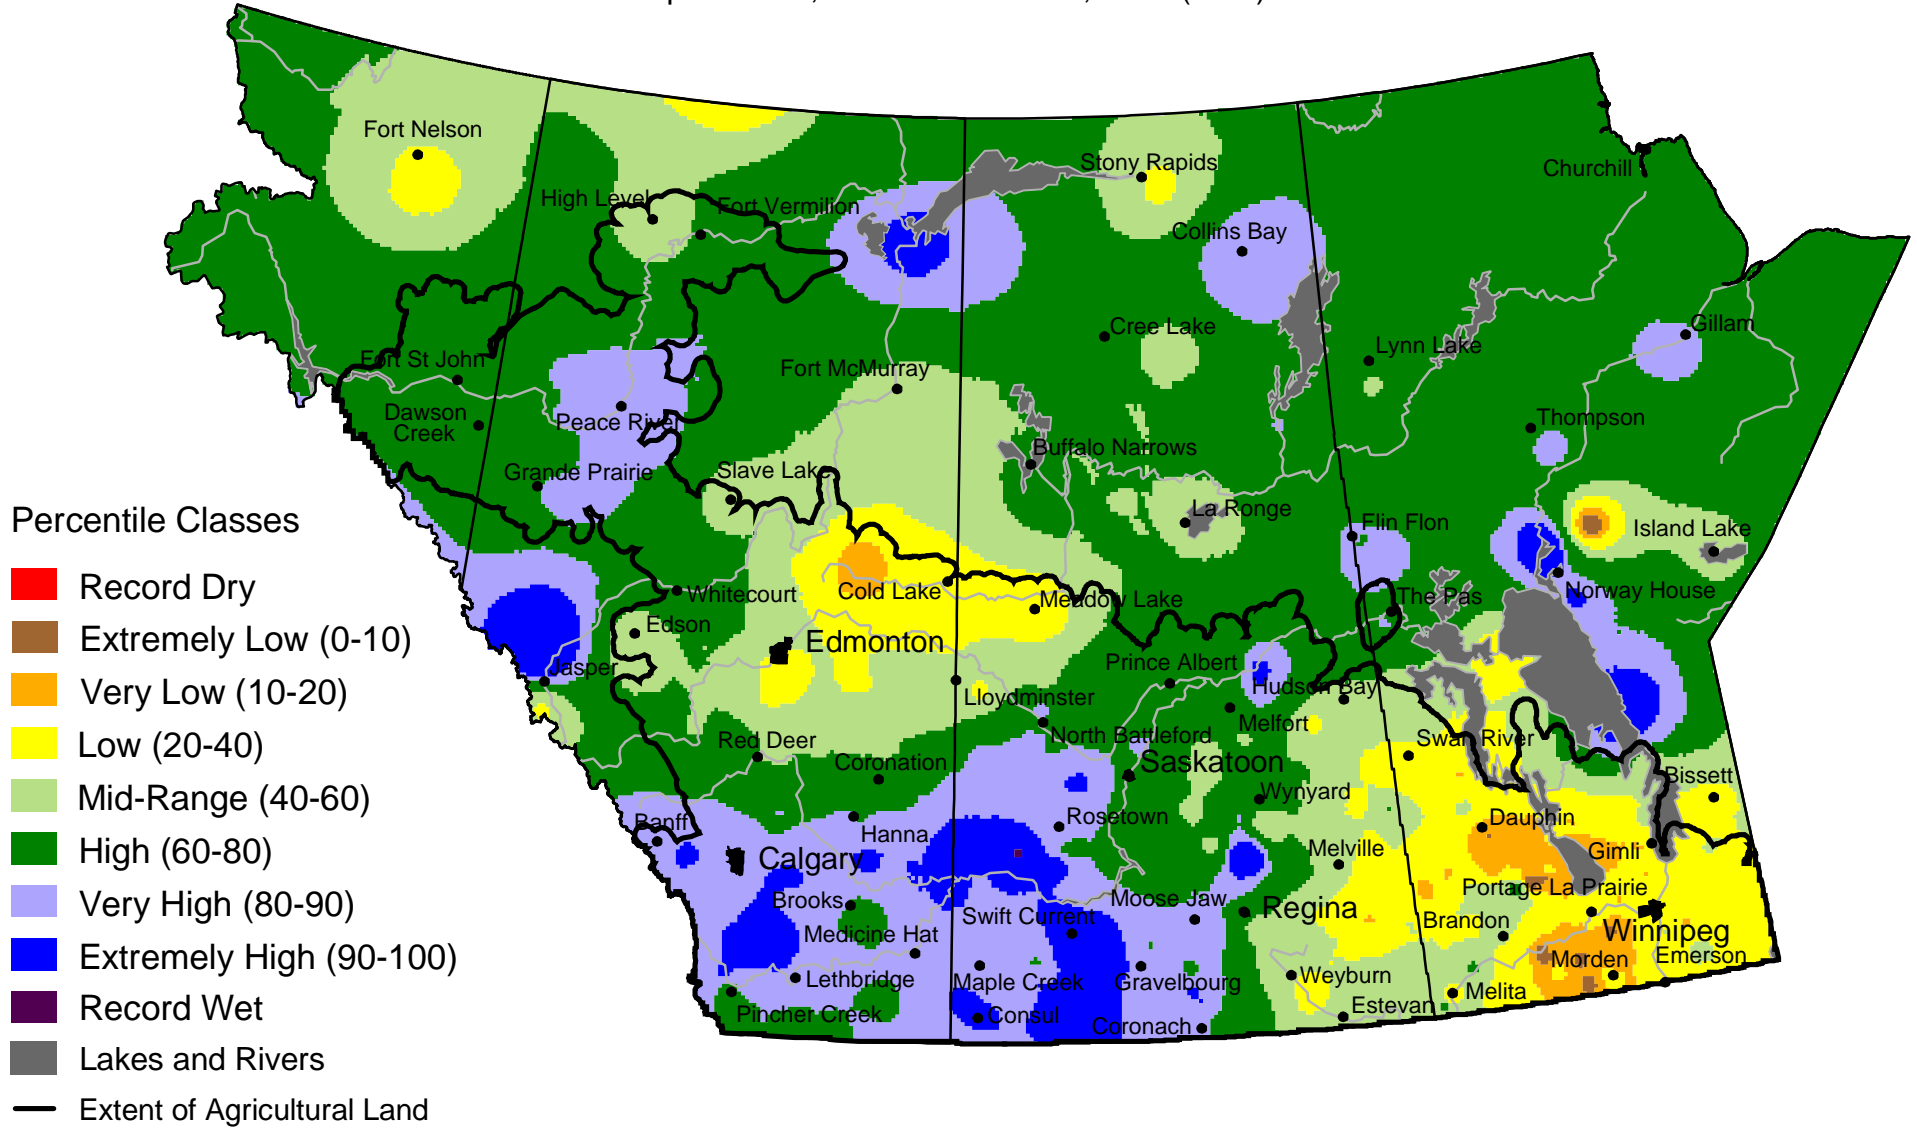 Fort Nelson
Stony Rapids
Churchill
High Level
Fort Vermilion
Collins Bay
Cree Lake
Gillam
Lynn Lake
Fort St John
Fort McMurray
Dawson
Creek
Peace River
Thompson
Buffalo Narrows
Grande Prairie
Slave Lake
La Ronge
Flin Flon
Island Lake
Whitecourt
Cold Lake
Meadow Lake
The Pas
Norway House
Edson
Edmonton
Jasper
Prince Albert
Hudson Bay
Lloydminster
Melfort
North Battleford
Red Deer
Swan River
Coronation
Saskatoon
Bissett
Wynyard
Banff
Hanna
Rosetown
Dauphin
Calgary
Melville
Gimli
Brooks
Moose Jaw
Portage La Prairie
Swift Current
Regina
Brandon
Medicine Hat
Winnipeg
Lethbridge
Maple Creek
Gravelbourg
Weyburn
Morden
Emerson
Pincher Creek
Consul
Coronach
Estevan
Melita
Percentile Classes
Record Dry
Extremely Low (0-10)
Very Low (10-20)
Low (20-40)
Mid-Range (40-60)
High (60-80)
Very High (80-90)
Extremely High (90-100)
Record Wet
Lakes and Rivers
Extent of Agricultural Land